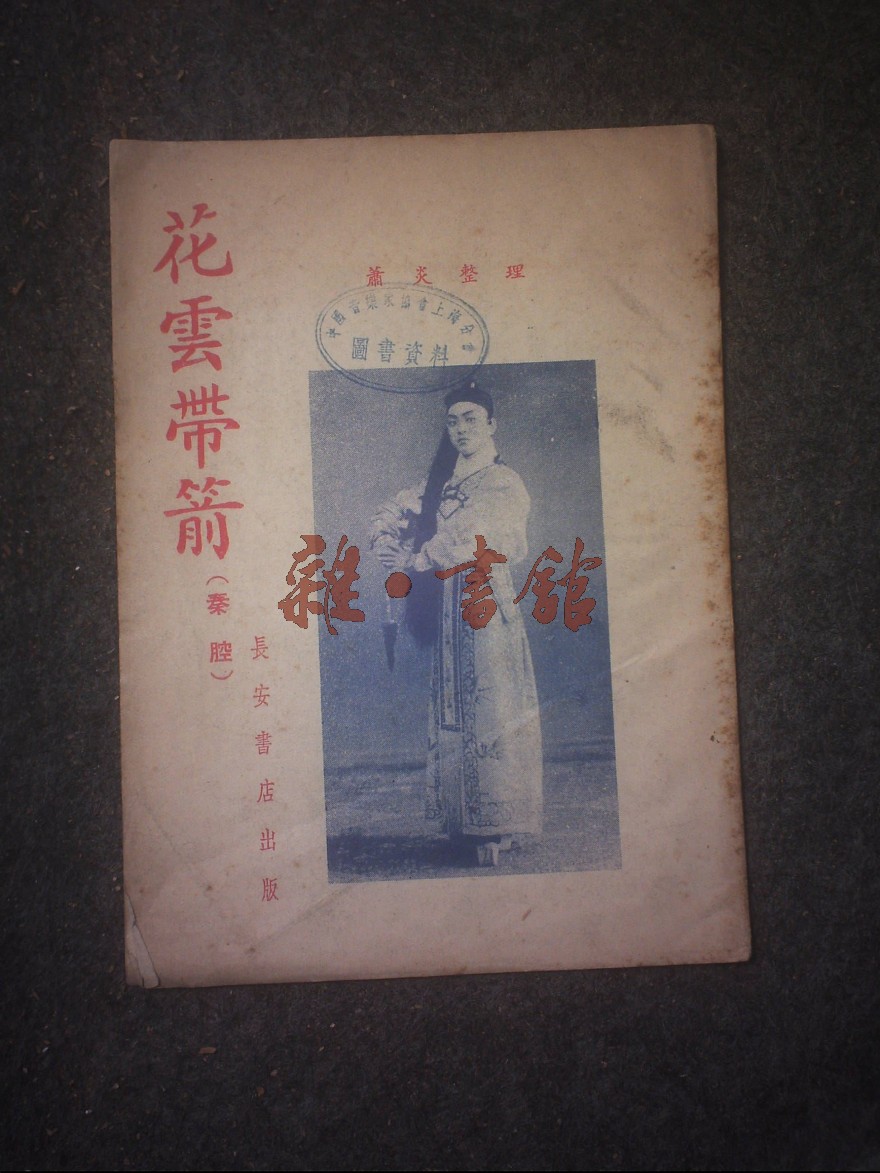 花雲帶箭
（秦腔）
長安書店出版
蕭炎整理
圖書資料
雜·書館